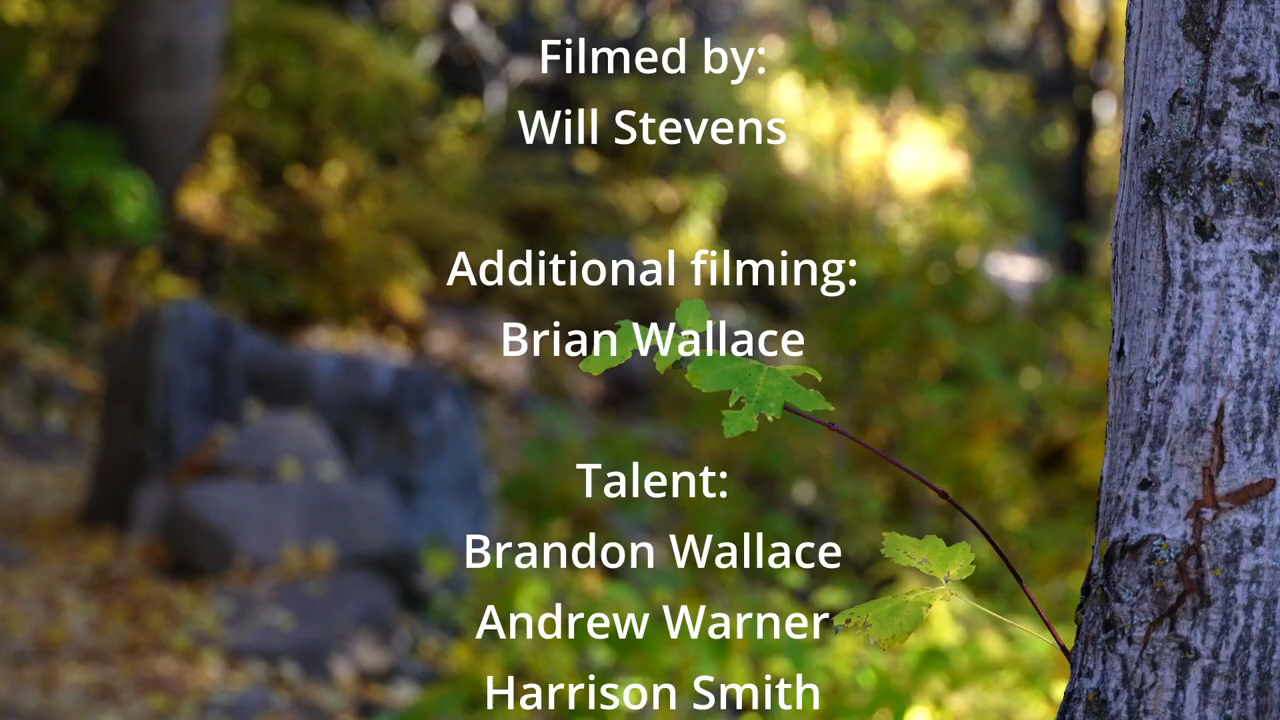 Filmed by:
Will Stevens
Additional filming:
Brian Wallace
Talent:
Brandon Wallace
Andrew Warner
Harrison Smith